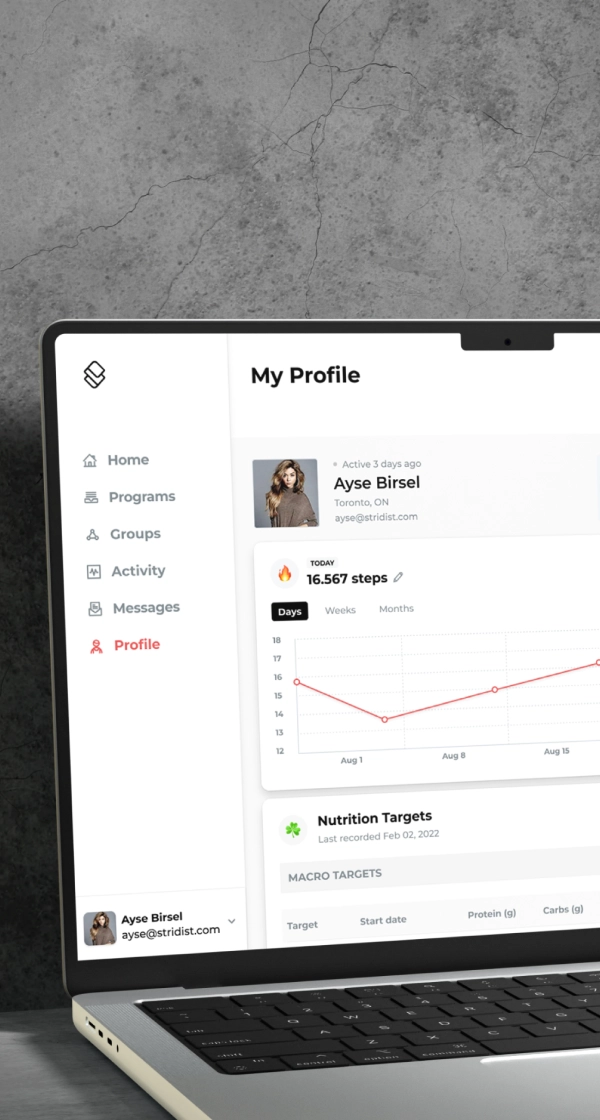 My Profile
Home
Programs
Groups
Activity
Messages
Profile
Active 3 days ago
Ayse Birsel
Toronto, ON
ayse@stridist.com
TODAY
16.567 steps
Days Weeks Months
18
17
16
15
14
13
12
Aug 1 Aug 8 Aug 15
Nutrition Targets
Last recorded Feb 02, 2022
MACRO TARGETS
Target Start date Protein (g) Carbs (g)
Ayse Birsel
ayse@stridist.com
control option command